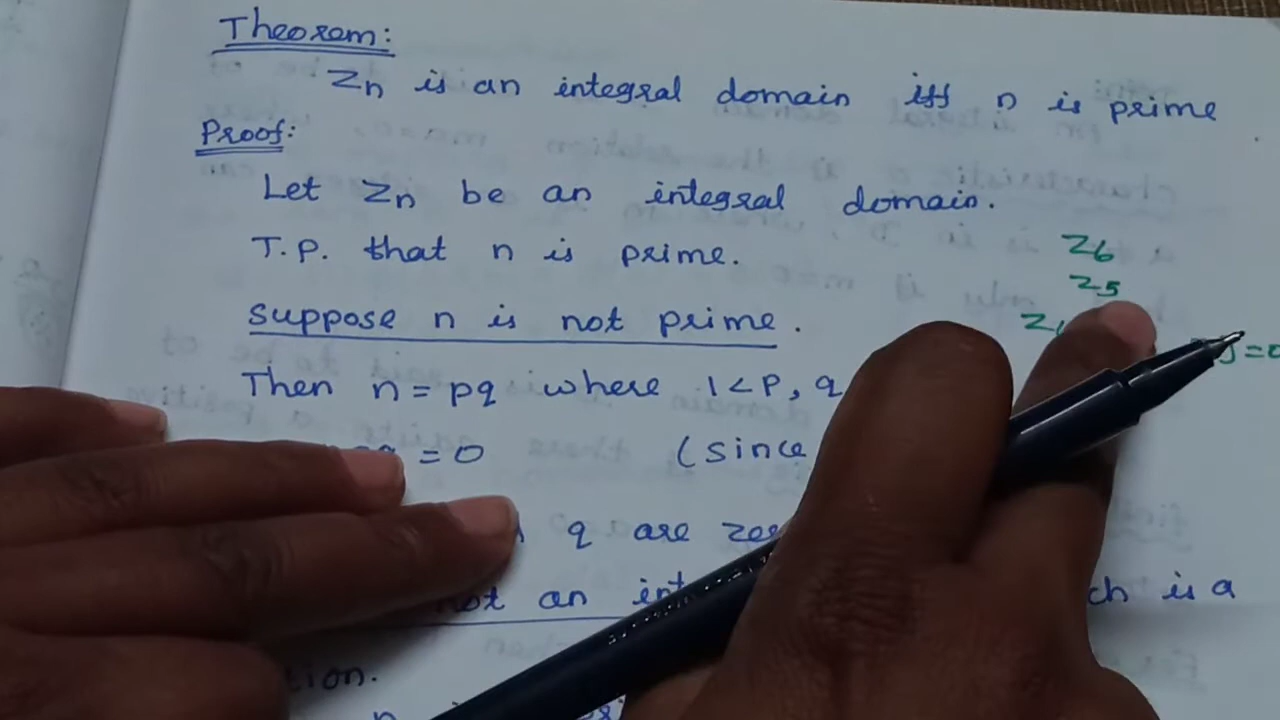 Theorem:
Zn is an integral domain iff n is prime
Proof:
Let Zn be an integral domain.
T.P. that n is prime.
Z6
Z5
Suppose n is not prime.
Then n = pq where 1<p, q
= 0 (since
q are
not an
ch is a